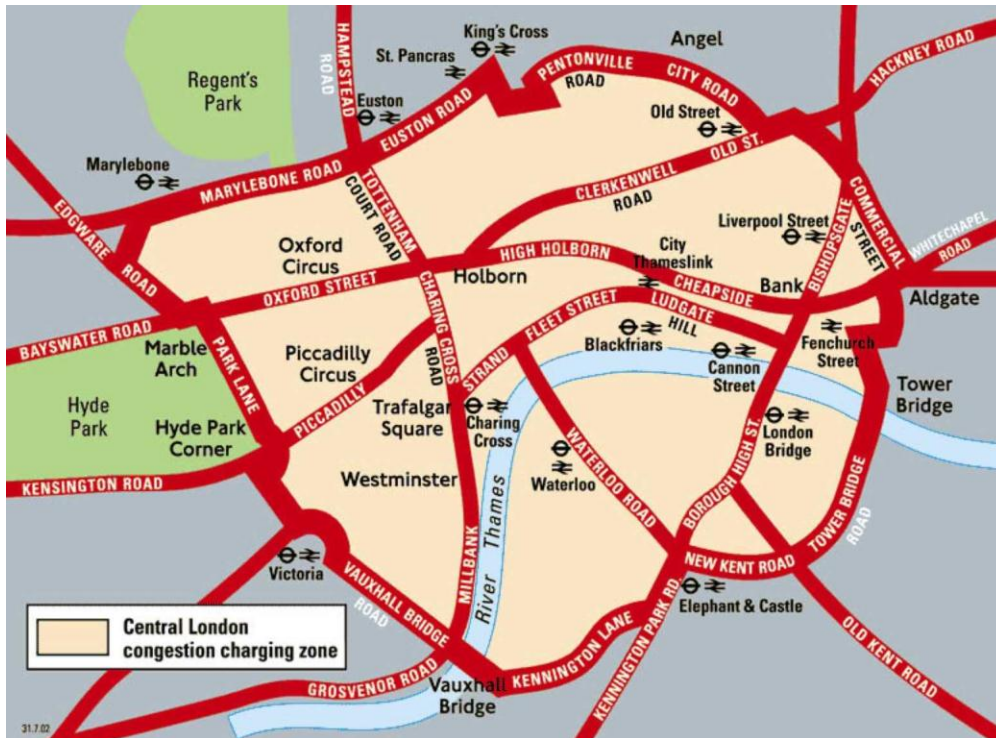 King's Cross
St. Pancras
HAMPSTEAD
ROAD
Regent's
Park
Euston
EUSTON ROAD
PENTONVILLE
ROAD
Angel
CITY ROAD
HACKNEY ROAD
Old Street
OLD ST.
Marylebone
MARYLEBONE ROAD
EDGWARE
ROAD
TOTTENHAM
COURT ROAD
CLERKENWELL
ROAD
Liverpool Street
BISHOPSGATE
COMMERCIAL
STREET
WHITECHAPEL
ROAD
Oxford
Circus
OXFORD STREET
Holborn
HIGH HOLBORN
City
Thameslink
CHEAPSIDE
Bank
Aldgate
BAYSWATER ROAD
Marble
Arch
PARK LANE
Piccadilly
Circus
PICCADILLY
CHARING CROSS
ROAD
STRAND
FLEET STREET
LUDGATE
HILL
Blackfriars
Cannon
Street
Fenchurch
Street
Tower
Bridge
Hyde
Park
Hyde Park
Corner
Trafalgar
Square
Charing
Cross
London
Bridge
KENSINGTON ROAD
Westminster
Waterloo
WATERLOO ROAD
BOROUGH HIGH ST.
TOWER BRIDGE
ROAD
River Thames
MILLBANK
Victoria
VAUXHALL BRIDGE
ROAD
NEW KENT ROAD
Elephant & Castle
KENNINGTON LANE
KENNINGTON PARK RD.
OLD KENT ROAD
GROSVENOR ROAD
Vauxhall
Bridge
Central London
congestion charging zone
31.7.02